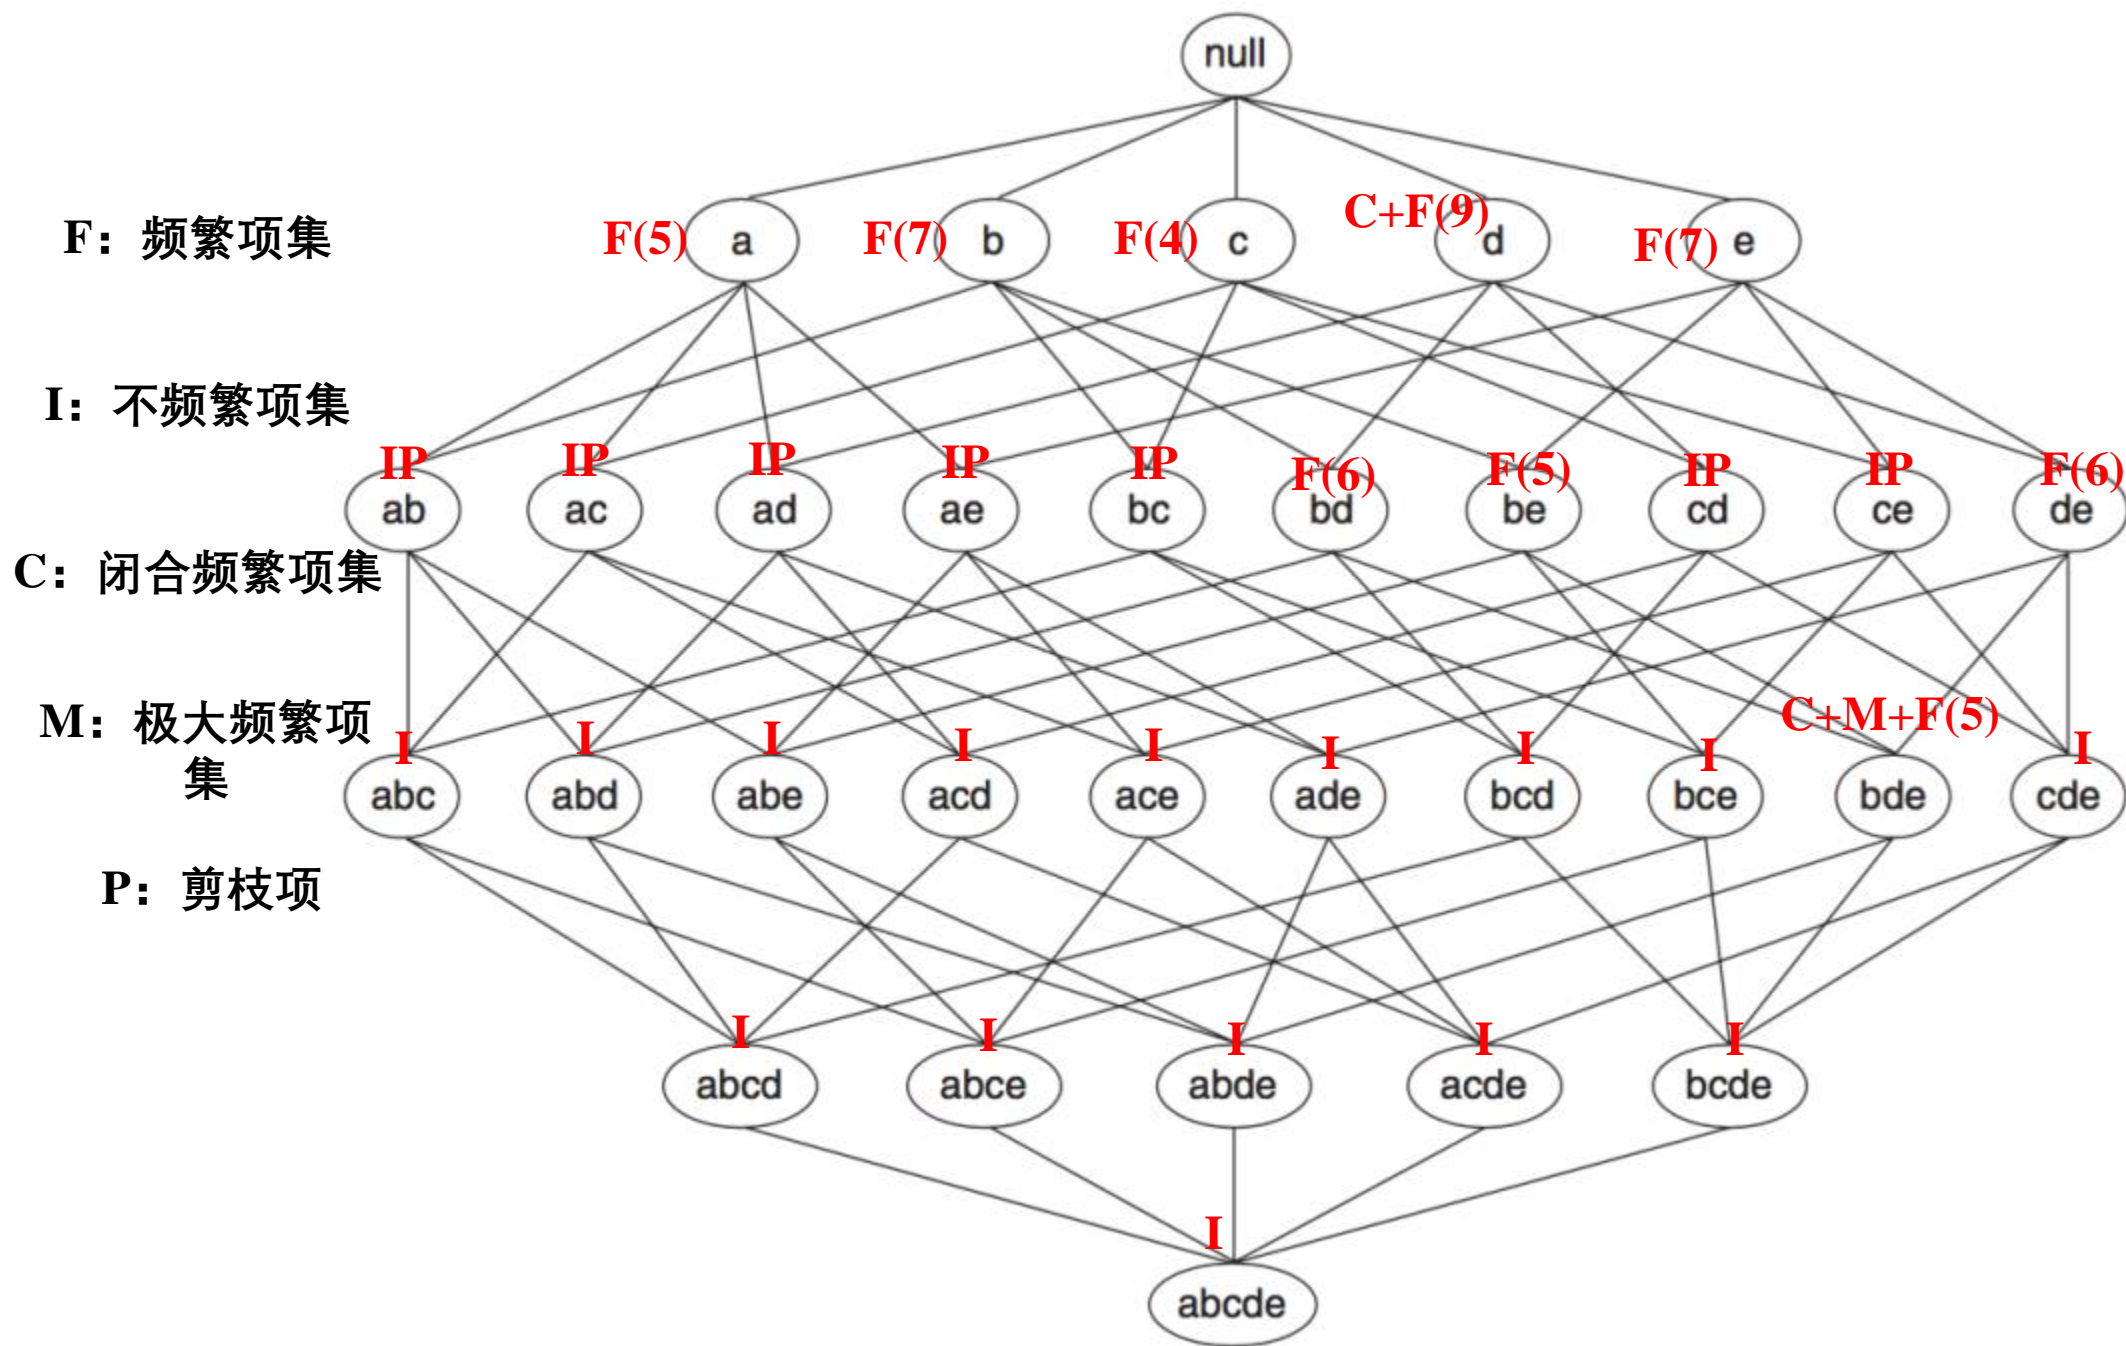 null
F：频繁项集
F(5) a F(7) b F(4) c C+F(9) d F(7) e
I：不频繁项集
IP IP IP IP IP F(6) F(5) IP IP F(6)
ab ac ad ae bc bd be cd ce de
C：闭合频繁项集
M：极大频繁项
集
I I I I I I I I C+M+F(5) I
abc abd abe acd ace ade bcd bce bde cde
P：剪枝项
I I I I I
abcd abce abde acde bcde
I
abcde